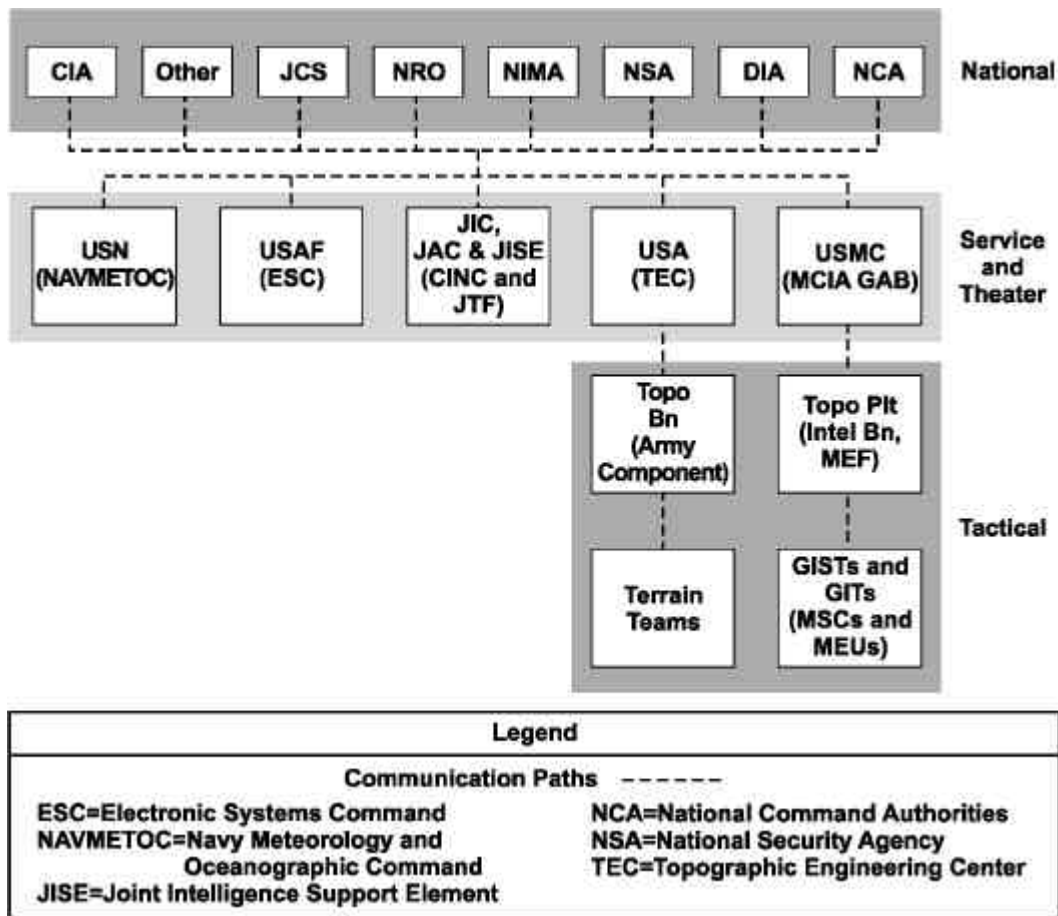 CIA
Other
JCS
NRO
NIMA
NSA
DIA
NCA
National
USN
(NAVMETOC)
USAF
(ESC)
JIC,
JAC & JISE
(CINC and
JTF)
USA
(TEC)
USMC
(MCIA GAB)
Service
and
Theater
Topo
Bn
(Army
Component)
Topo Plt
(Intel Bn,
MEF)
Tactical
Terrain
Teams
GISTs and
GITs
(MSCs and
MEUs)
Legend
Communication Paths
ESC=Electronic Systems Command
NAVMETOC=Navy Meteorology and
Oceanographic Command
JISE=Joint Intelligence Support Element
NCA=National Command Authorities
NSA=National Security Agency
TEC=Topographic Engineering Center